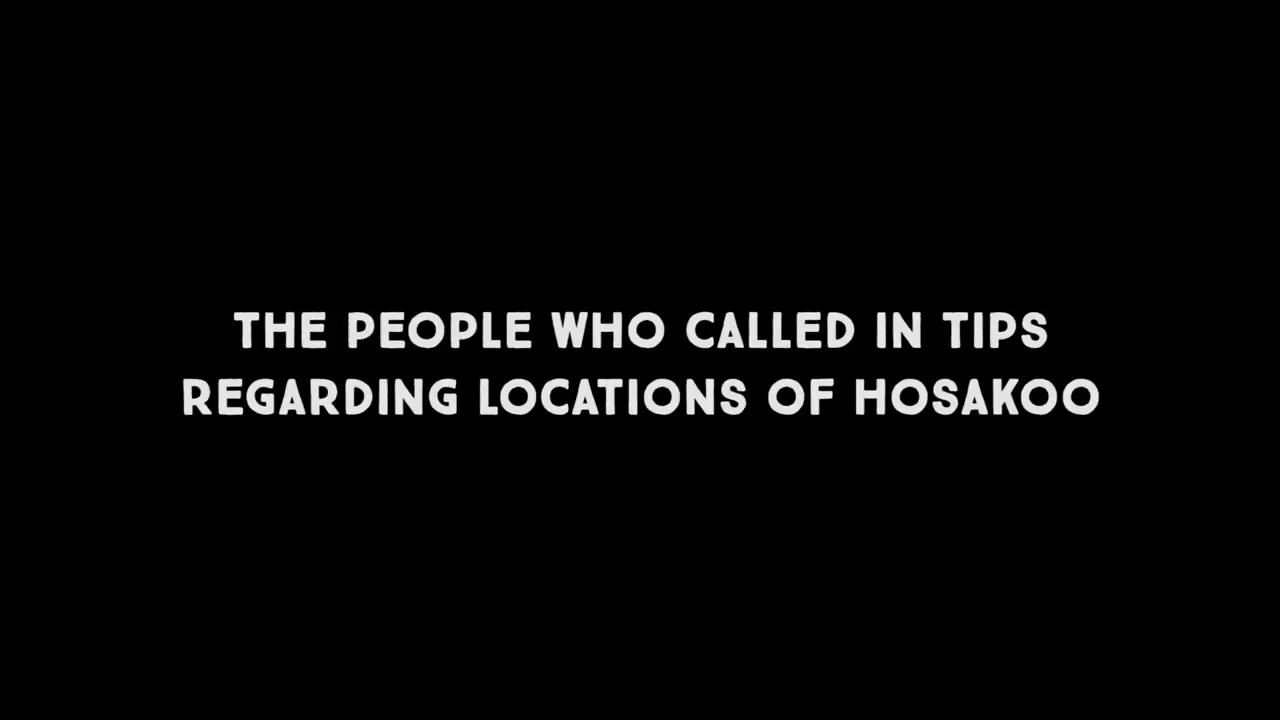 THE PEOPLE WHO CALLED IN TIPS
REGARDING LOCATIONS OF HOSAKOO